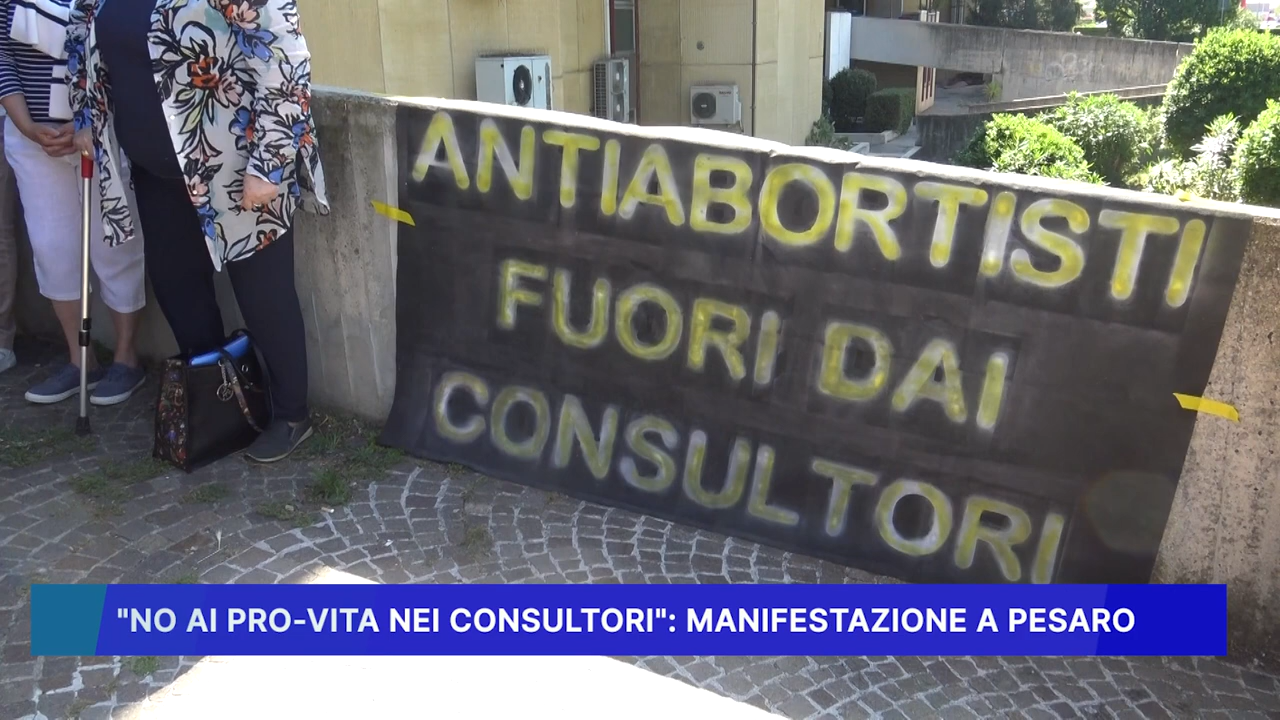 ANTIABORTISTI
FUORI DAI
CONSULTORI
"NO AI PRO-VITA NEI CONSULTORI": MANIFESTAZIONE A PESARO